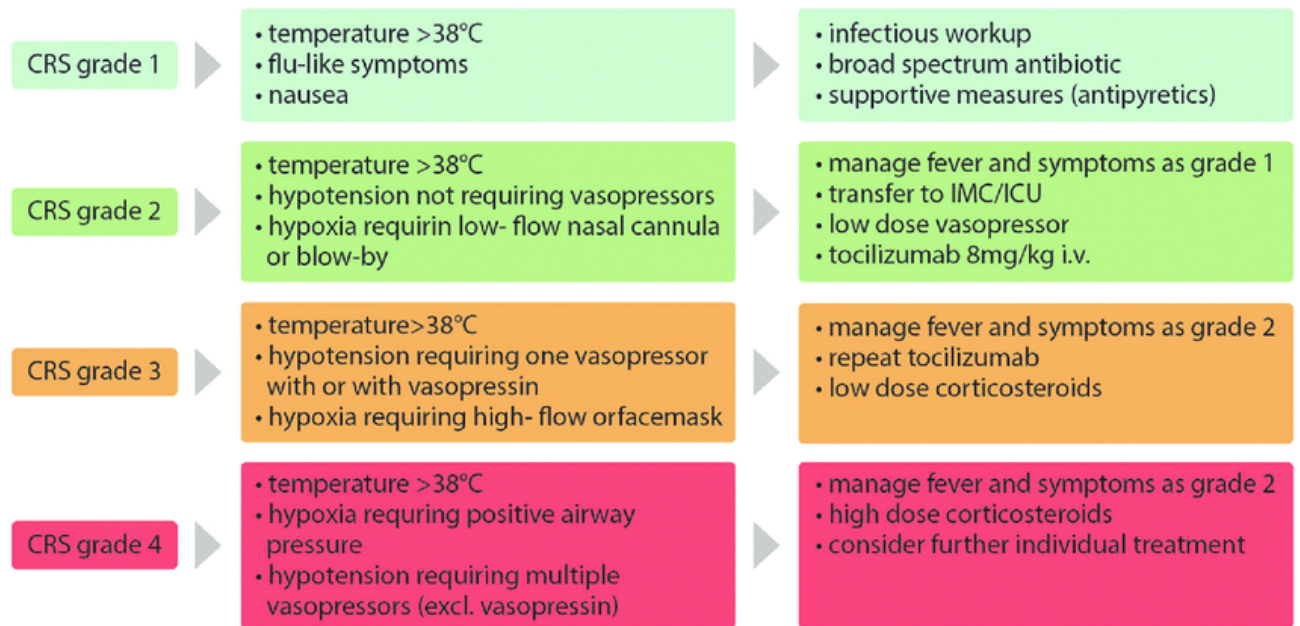 CRS grade 1
• temperature >38°C
• flu-like symptoms
• nausea
• infectious workup
• broad spectrum antibiotic
• supportive measures (antipyretics)
CRS grade 2
• temperature >38°C
• hypotension not requiring vasopressors
• hypoxia requirin low- flow nasal cannula
or blow-by
• manage fever and symptoms as grade 1
• transfer to IMC/ICU
• low dose vasopressor
• tocilizumab 8mg/kg i.v.
CRS grade 3
• temperature>38°C
• hypotension requiring one vasopressor
with or with vasopressin
• hypoxia requiring high- flow orfacemask
• manage fever and symptoms as grade 2
• repeat tocilizumab
• low dose corticosteroids
CRS grade 4
• temperature >38°C
• hypoxia requring positive airway
pressure
• hypotension requiring multiple
vasopressors (excl. vasopressin)
• manage fever and symptoms as grade 2
• high dose corticosteroids
• consider further individual treatment